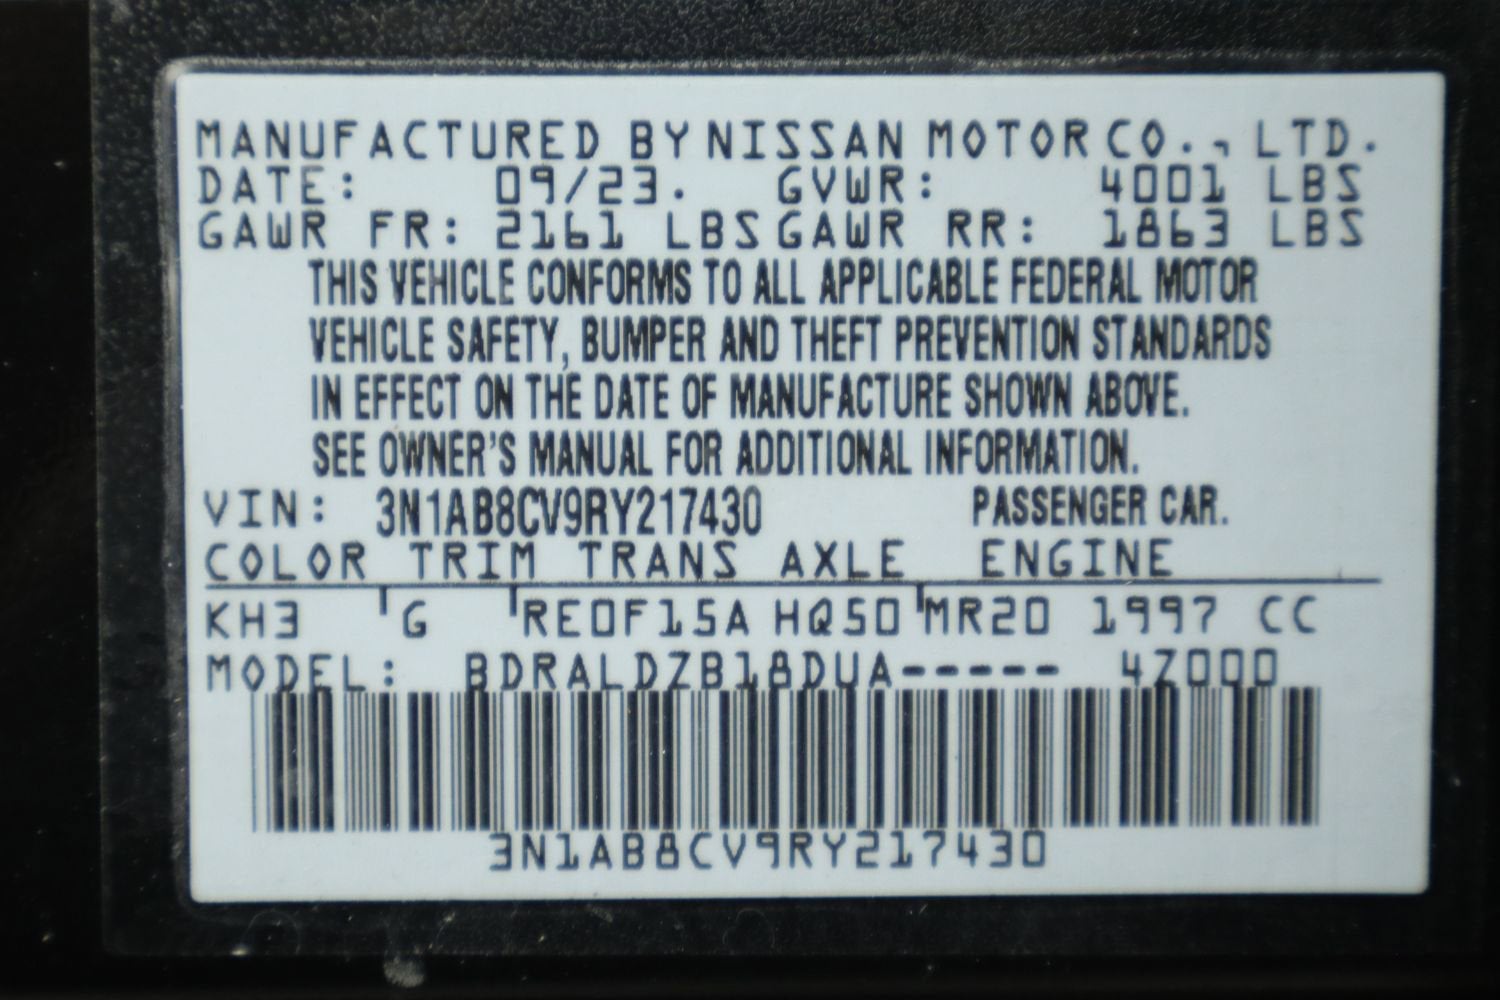 MANUFACTURED BY NISSAN MOTOR CO., LTD.
DATE: 09/23. GVWR: 4001 LBS
GAWR FR: 2161 LBS GAWR RR: 1863 LBS
THIS VEHICLE CONFORMS TO ALL APPLICABLE FEDERAL MOTOR
VEHICLE SAFETY, BUMPER AND THEFT PREVENTION STANDARDS
IN EFFECT ON THE DATE OF MANUFACTURE SHOWN ABOVE.
SEE OWNER'S MANUAL FOR ADDITIONAL INFORMATION.
VIN: 3N1AB8CV9RY217430 PASSENGER CAR.
COLOR TRIM TRANS AXLE ENGINE
KH3 G RE0F15A HQ50 MR20 1997 CC
MODEL: BDRALDZB18DUA----- 4Z000
3N1AB8CV9RY217430